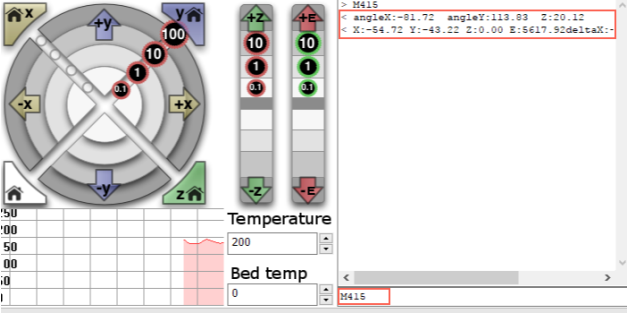 x
+y
y
100
10
1
0.1
-x
+x
-y
z
+Z
10
1
0.1
-Z
+E
10
1
0.1
-E
> M415
< angleX:-81.72 angleY:113.83 Z:20.12
< X:-54.72 Y:-43.22 Z:0.00 E:5617.92deltaX:-
250
200
50
00
50
Temperature
200
Bed temp
0
M415